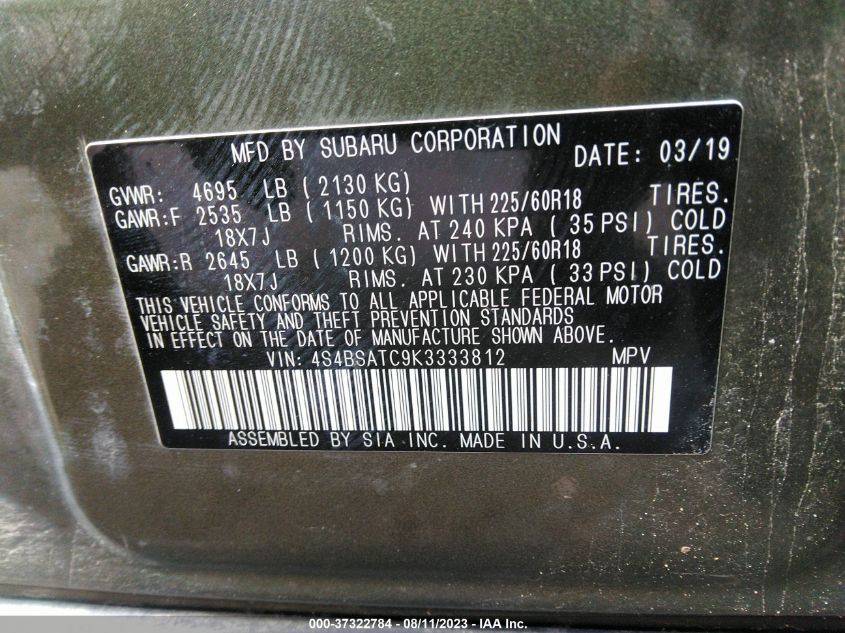 MFD BY SUBARU CORPORATION DATE: 03/19
GVWR: 4695 LB ( 2130 KG)
GAWR:F 2535 LB ( 1150 KG) WITH 225/60R18 TIRES.
18X7J RIMS. AT 240 KPA ( 35 PSI) COLD
GAWR:R 2645 LB ( 1200 KG) WITH 225/60R18 TIRES.
18X7J RIMS. AT 230 KPA ( 33 PSI) COLD
THIS VEHICLE CONFORMS TO ALL APPLICABLE FEDERAL MOTOR
VEHICLE SAFETY AND THEFT PREVENTION STANDARDS
IN EFFECT ON THE DATE OF MANUFACTURE SHOWN ABOVE.
VIN: 4S4BSATC9K3333812 MPV
ASSEMBLED BY SIA INC. MADE IN U.S.A.
000-37322784 - 08/11/2023 - IAA Inc.